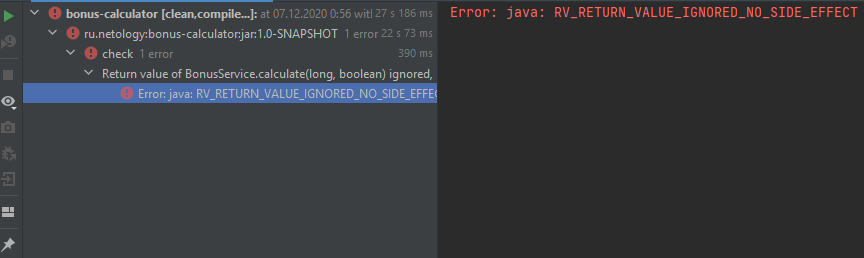 bonus-calculator [clean,compile...]: at 07.12.2020 0:56 wit 27 s 186 ms
ru.netology:bonus-calculator:jar:1.0-SNAPSHOT 1 error 22 s 73 ms
check 1 error 390 ms
Return value of BonusService.calculate(long, boolean) ignored,
Error: java: RV_RETURN_VALUE_IGNORED_NO_SIDE_EFFEC
Error: java: RV_RETURN_VALUE_IGNORED_NO_SIDE_EFFECT